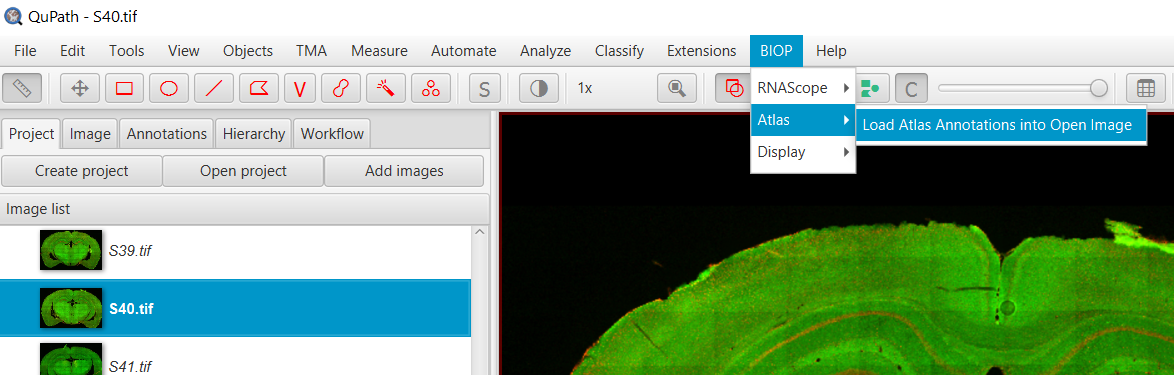 QuPath - S40.tif
File Edit Tools View Objects TMA Measure Automate Analyze Classify Extensions BIOP Help
V S 1x C
RNAScope
Atlas
Load Atlas Annotations into Open Image
Display
Project Image Annotations Hierarchy Workflow
Create project Open project Add images
Image list
S39.tif
S40.tif
S41.tif